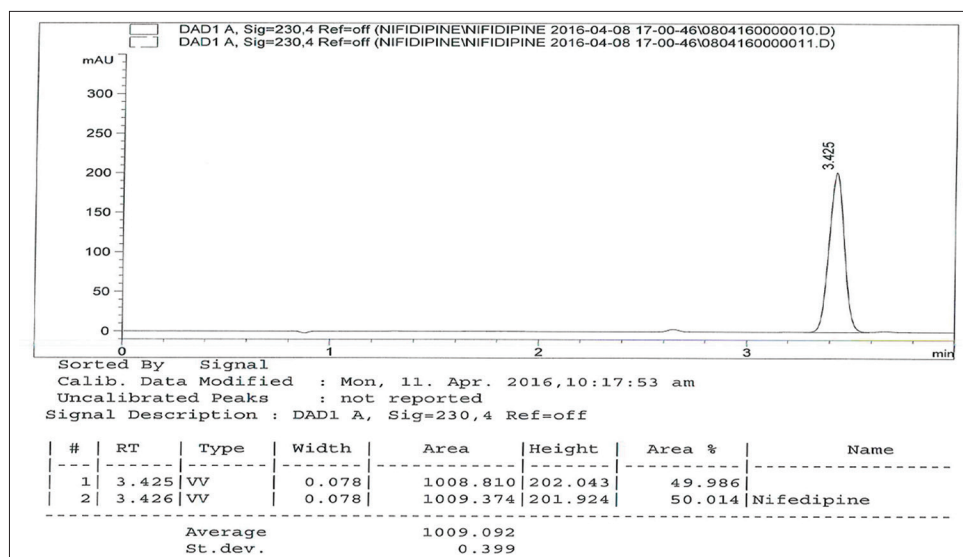 DAD1 A, Sig=230,4 Ref=off (NIFIDIPINE\NIFIDIPINE 2016-04-08 17-00-46\0804160000010.D)
DAD1 A, Sig=230,4 Ref=off (NIFIDIPINE\NIFIDIPINE 2016-04-08 17-00-46\0804160000011.D)
mAU
300
250
200
150
100
50
0
3.425
0 1 2 3 min
Sorted By Signal
Calib. Data Modified : Mon, 11. Apr. 2016,10:17:53 am
Uncalibrated Peaks : not reported
Signal Description : DAD1 A, Sig=230,4 Ref=off
| # | RT | Type | Width | Area |Height | Area % | Name
| 1| 3.425|VV | 0.078| 1008.810|202.043| 49.986|
| 2| 3.426|VV | 0.078| 1009.374|201.924| 50.014|Nifedipine
Average 1009.092
St.dev. 0.399